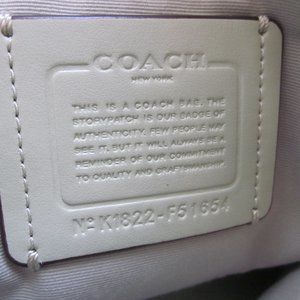 COACH
NEW YORK
THIS IS A COACH BAG. THE
STORYPATCH IS OUR BADGE OF
AUTHENTICITY. FEW PEOPLE MAY
SEE IT, BUT IT WILL ALWAYS BE A
REMINDER OF OUR COMMITMENT
TO QUALITY AND CRAFTSMANSHIP.
Nº K1822-F51654